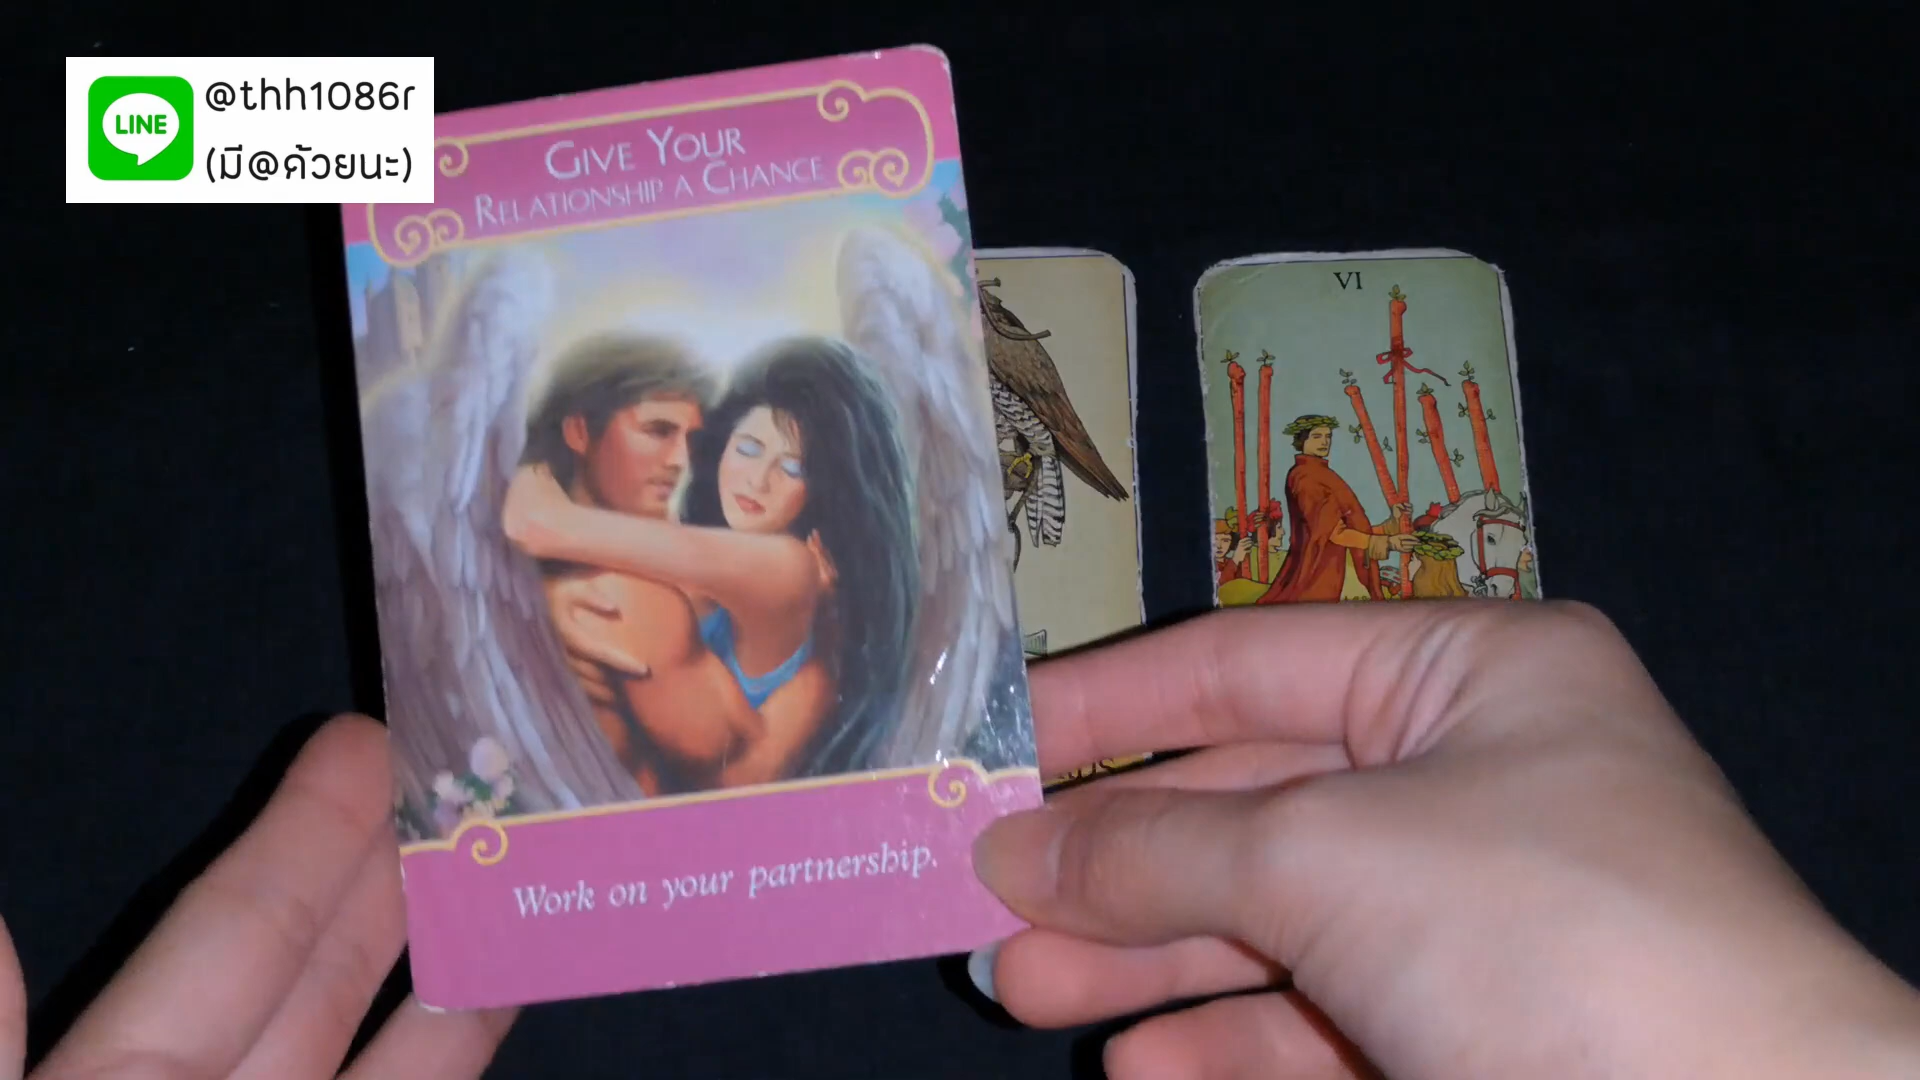 LINE
@thh1086r
(มี@ด้วยนะ)
GIVE YOUR
RELATIONSHIP A CHANCE
Work on your partnership.
VI